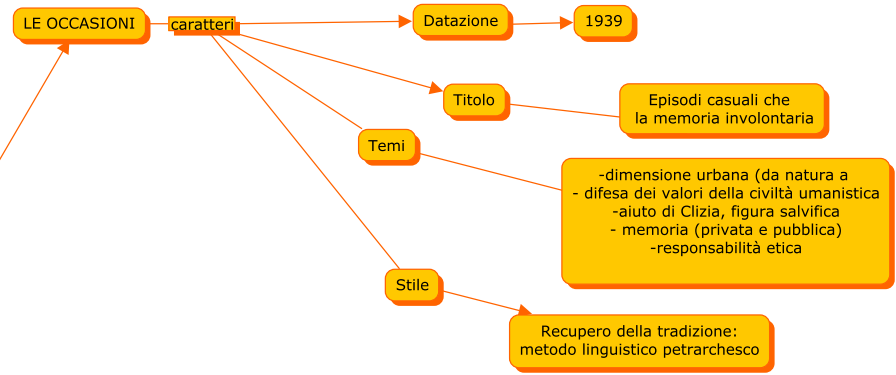 LE OCCASIONI
caratteri
Datazione
1939
Titolo
Episodi casuali che
la memoria involontaria
Temi
-dimensione urbana (da natura a
- difesa dei valori della civiltà umanistica
-aiuto di Clizia, figura salvifica
- memoria (privata e pubblica)
-responsabilità etica
Stile
Recupero della tradizione:
metodo linguistico petrarchesco